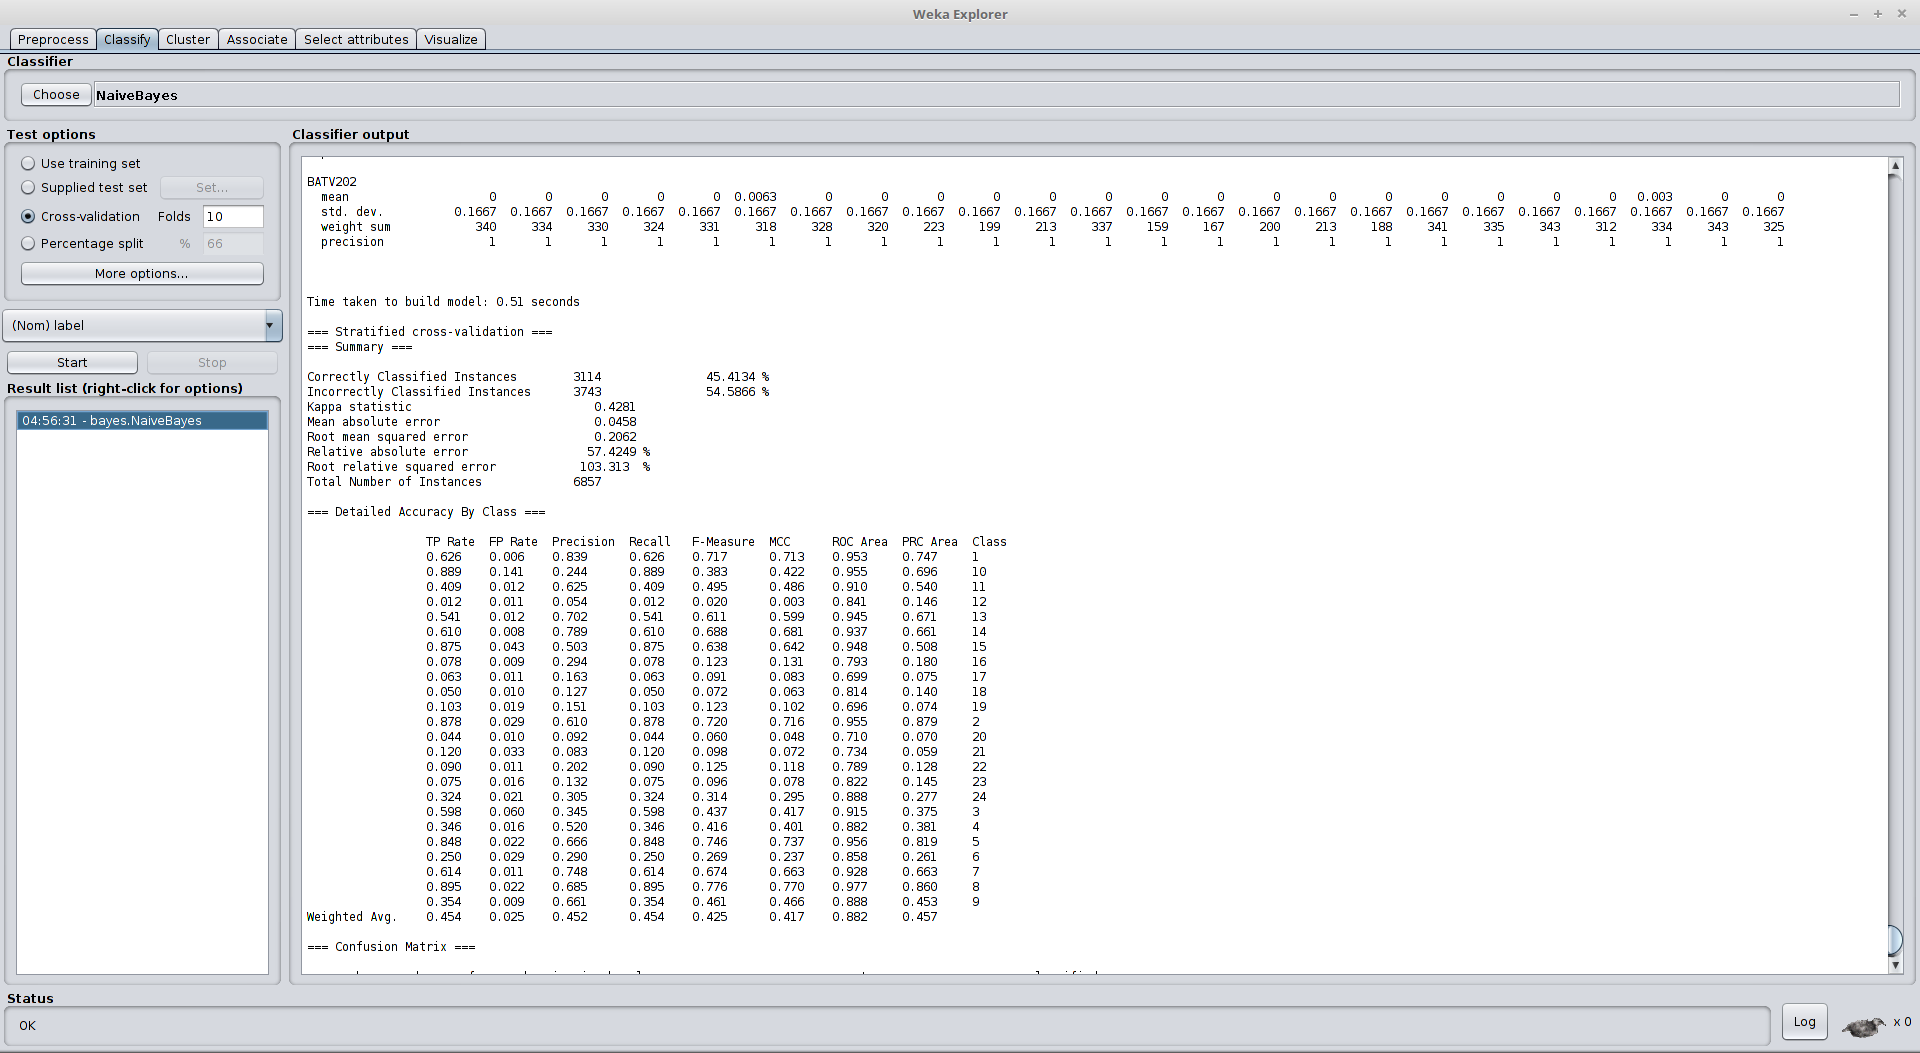 Weka Explorer
Preprocess Classify Cluster Associate Select attributes Visualize
Classifier
Choose NaiveBayes
Test options
Use training set
Supplied test set Set...
Cross-validation Folds 10
Percentage split % 66
More options...
(Nom) label
Start Stop
Result list (right-click for options)
04:56:31 - bayes.NaiveBayes
Classifier output
BATV202
mean 0 0 0 0 0 0.0063 0 0 0 0 0 0 0 0 0 0 0 0 0 0 0 0.003 0 0
std. dev. 0.1667 0.1667 0.1667 0.1667 0.1667 0.1667 0.1667 0.1667 0.1667 0.1667 0.1667 0.1667 0.1667 0.1667 0.1667 0.1667 0.1667 0.1667 0.1667 0.1667 0.1667 0.1667 0.1667 0.1667
weight sum 340 334 330 324 331 318 328 320 223 199 213 337 159 167 200 213 188 341 335 343 312 334 343 325
precision 1 1 1 1 1 1 1 1 1 1 1 1 1 1 1 1 1 1 1 1 1 1 1 1
Time taken to build model: 0.51 seconds
=== Stratified cross-validation ===
=== Summary ===
Correctly Classified Instances 3114 45.4134 %
Incorrectly Classified Instances 3743 54.5866 %
Kappa statistic 0.4281
Mean absolute error 0.0458
Root mean squared error 0.2062
Relative absolute error 57.4249 %
Root relative squared error 103.313 %
Total Number of Instances 6857
=== Detailed Accuracy By Class ===
TP Rate FP Rate Precision Recall F-Measure MCC ROC Area PRC Area Class
0.626 0.006 0.839 0.626 0.717 0.713 0.953 0.747 1
0.889 0.141 0.244 0.889 0.383 0.422 0.955 0.696 10
0.409 0.012 0.625 0.409 0.495 0.486 0.910 0.540 11
0.012 0.011 0.054 0.012 0.020 0.003 0.841 0.146 12
0.541 0.012 0.702 0.541 0.611 0.599 0.945 0.671 13
0.610 0.008 0.789 0.610 0.688 0.681 0.937 0.661 14
0.875 0.043 0.503 0.875 0.638 0.642 0.948 0.508 15
0.078 0.009 0.294 0.078 0.123 0.131 0.793 0.180 16
0.063 0.011 0.163 0.063 0.091 0.083 0.699 0.075 17
0.050 0.010 0.127 0.050 0.072 0.063 0.814 0.140 18
0.103 0.019 0.151 0.103 0.123 0.102 0.696 0.074 19
0.878 0.029 0.610 0.878 0.720 0.716 0.955 0.879 2
0.044 0.010 0.092 0.044 0.060 0.048 0.710 0.070 20
0.120 0.033 0.083 0.120 0.098 0.072 0.734 0.059 21
0.090 0.011 0.202 0.090 0.125 0.118 0.789 0.128 22
0.075 0.016 0.132 0.075 0.096 0.078 0.822 0.145 23
0.324 0.021 0.305 0.324 0.314 0.295 0.888 0.277 24
0.598 0.060 0.345 0.598 0.437 0.417 0.915 0.375 3
0.346 0.016 0.520 0.346 0.416 0.401 0.882 0.381 4
0.848 0.022 0.666 0.848 0.746 0.737 0.956 0.819 5
0.250 0.029 0.290 0.250 0.269 0.237 0.858 0.261 6
0.614 0.011 0.748 0.614 0.674 0.663 0.928 0.663 7
0.895 0.022 0.685 0.895 0.776 0.770 0.977 0.860 8
0.354 0.009 0.661 0.354 0.461 0.466 0.888 0.453 9
Weighted Avg. 0.454 0.025 0.452 0.454 0.425 0.417 0.882 0.457
=== Confusion Matrix ===
Status
OK
Log x 0